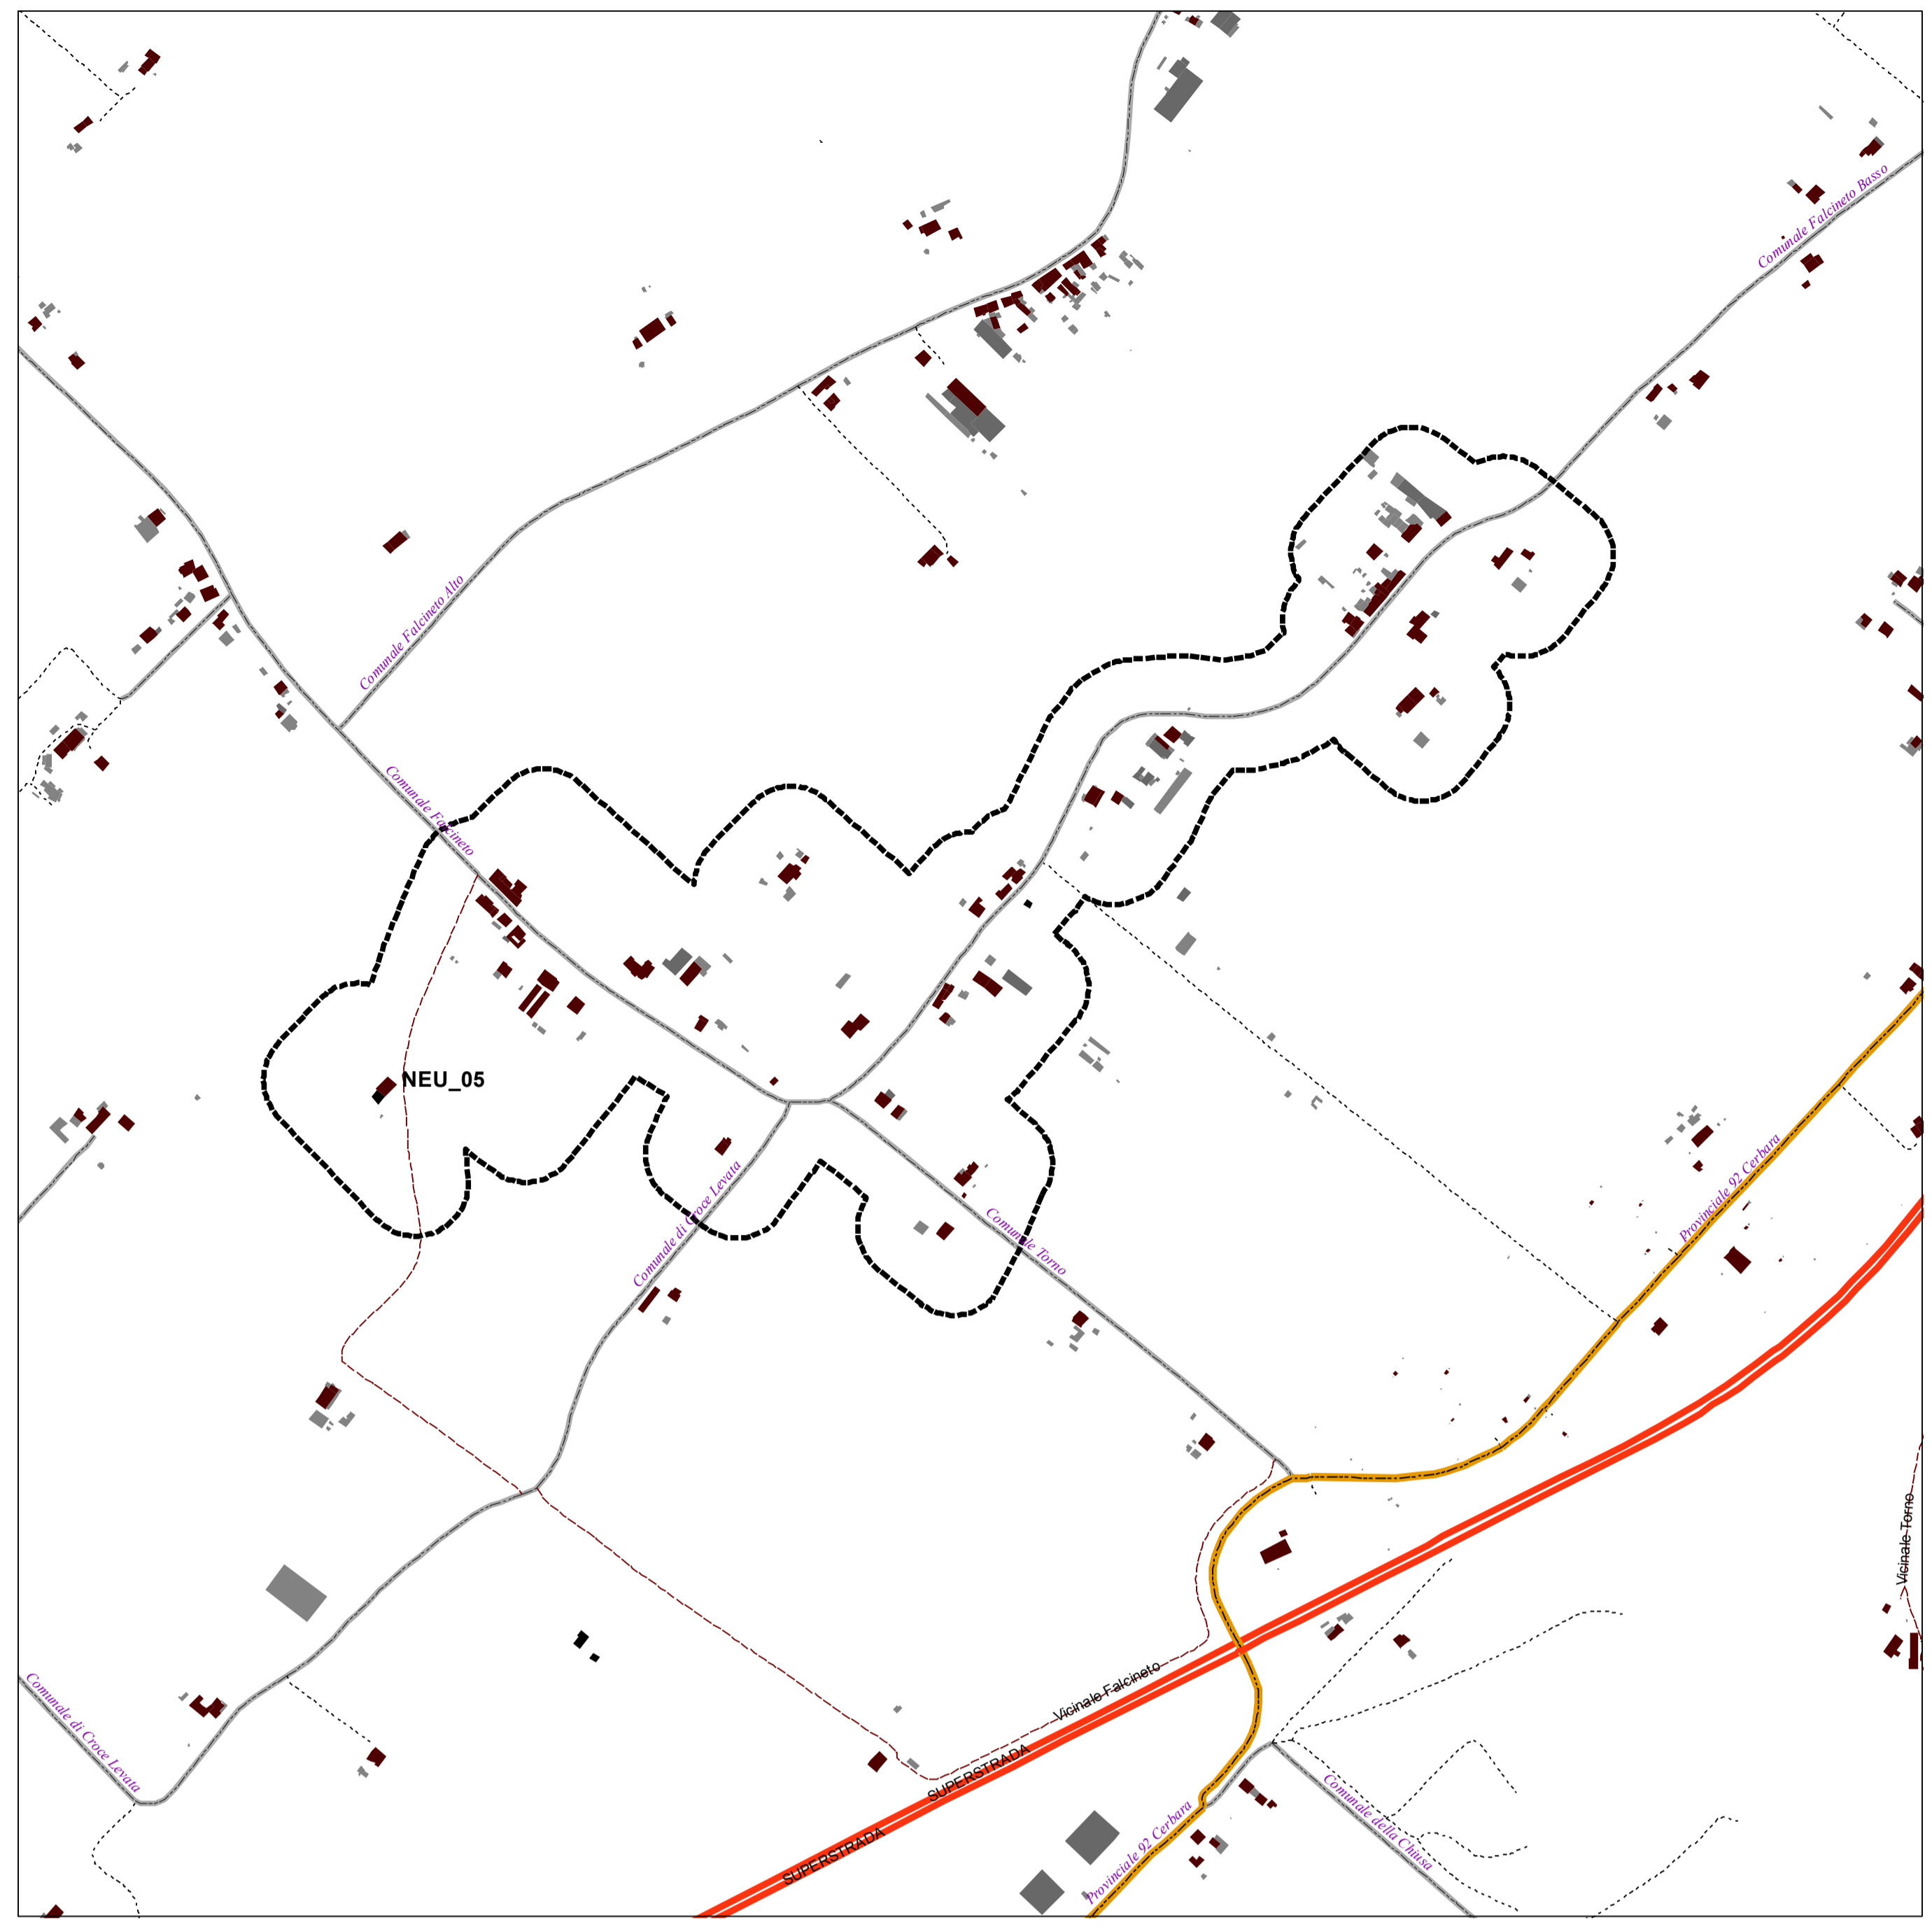 Comunale Falcineto Basso
Comunale Falcineto Alto
Comunale Falcineto
NEU_05
Comunale di Croce Levata
Comunale Torno
Provinciale 92 Cerbara
Vicinale Torno
Vicinale Falcineto
SUPERSTRADA
SUPERSTRADA
Comunale di Croce Levata
Provinciale 92 Cerbara
Comunale della Chiusa